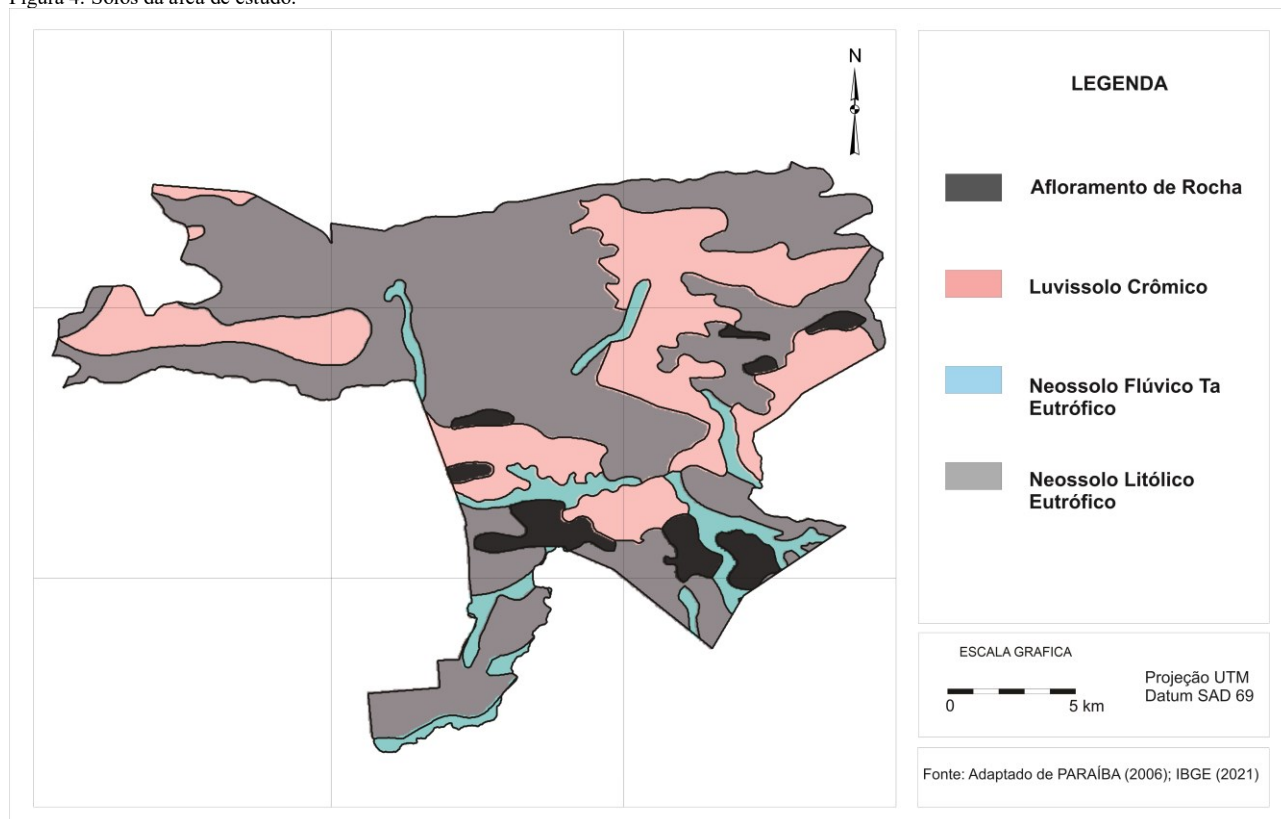 Figura 4: Solos da área de estudo.
N
LEGENDA
Afloramento de Rocha
Luvissolo Crômico
Neossolo Flúvico Ta
Eutrófico
Neossolo Litólico
Eutrófico
ESCALA GRAFICA
0 5 km
Projeção UTM
Datum SAD 69
Fonte: Adaptado de PARAÍBA (2006); IBGE (2021)